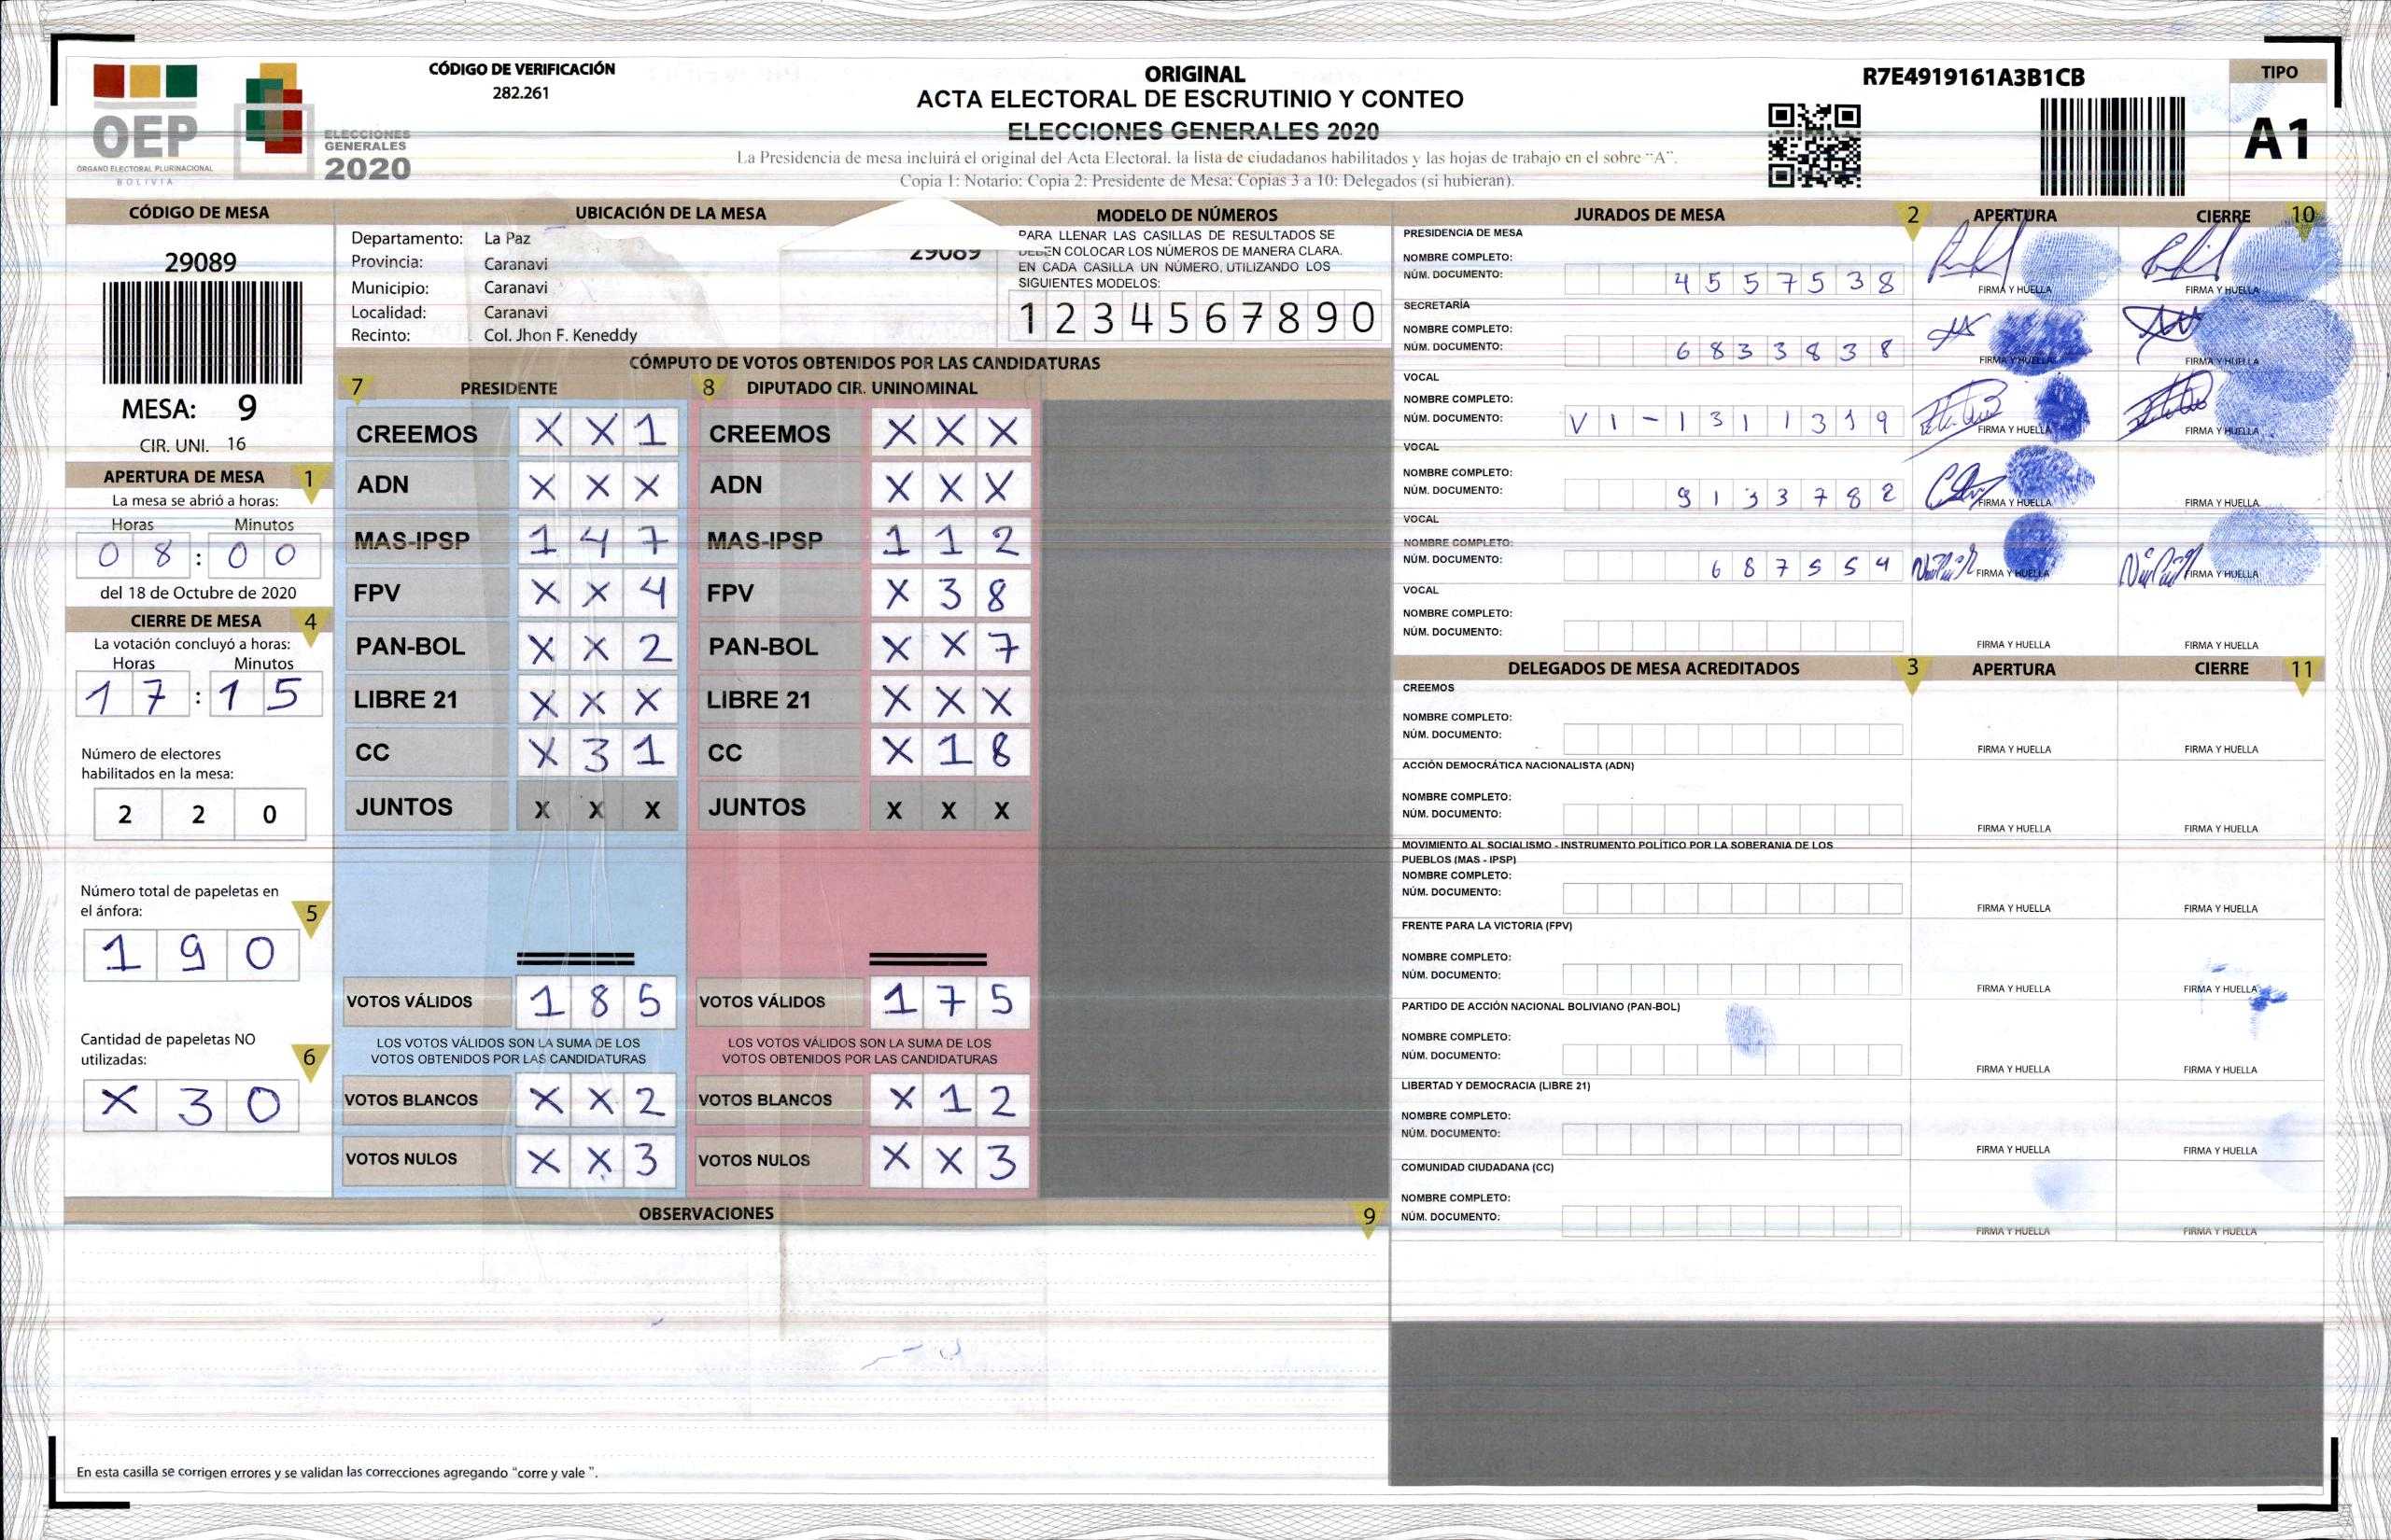 OEP
ÓRGANO ELECTORAL PLURINACIONAL
BOLIVIA
ELECCIONES
GENERALES
2020
CÓDIGO DE VERIFICACIÓN
282.261
ORIGINAL
ACTA ELECTORAL DE ESCRUTINIO Y CONTEO
ELECCIONES GENERALES 2020
La Presidencia de mesa incluirá el original del Acta Electoral, la lista de ciudadanos habilitados y las hojas de trabajo en el sobre "A".
Copia 1: Notario; Copia 2: Presidente de Mesa; Copias 3 a 10: Delegados (si hubieran).
R7E4919161A3B1CB
TIPO
A1
CÓDIGO DE MESA
29089
MESA: 9
CIR. UNI. 16
APERTURA DE MESA 1
La mesa se abrió a horas:
Horas Minutos
0 8 : 0 0
del 18 de Octubre de 2020
CIERRE DE MESA 4
La votación concluyó a horas:
Horas Minutos
1 7 : 1 5
Número de electores
habilitados en la mesa:
2 2 0
Número total de papeletas en
el ánfora: 5
1 9 0
Cantidad de papeletas NO
utilizadas: 6
X 3 0
UBICACIÓN DE LA MESA
Departamento: La Paz
Provincia: Caranavi
Municipio: Caranavi
Localidad: Caranavi
Recinto: Col. Jhon F. Keneddy
29089
MODELO DE NÚMEROS
PARA LLENAR LAS CASILLAS DE RESULTADOS SE
DEBEN COLOCAR LOS NÚMEROS DE MANERA CLARA.
EN CADA CASILLA UN NÚMERO, UTILIZANDO LOS
SIGUIENTES MODELOS:
1 2 3 4 5 6 7 8 9 0
CÓMPUTO DE VOTOS OBTENIDOS POR LAS CANDIDATURAS
7 PRESIDENTE 8 DIPUTADO CIR. UNINOMINAL
CREEMOS X X 1 CREEMOS X X X
ADN X X X ADN X X X
MAS-IPSP 1 4 7 MAS-IPSP 1 1 2
FPV X X 4 FPV X 3 8
PAN-BOL X X 2 PAN-BOL X X 7
LIBRE 21 X X X LIBRE 21 X X X
CC X 3 1 CC X 1 8
JUNTOS X X X JUNTOS X X X
VOTOS VÁLIDOS 1 8 5 VOTOS VÁLIDOS 1 7 5
LOS VOTOS VÁLIDOS SON LA SUMA DE LOS LOS VOTOS VÁLIDOS SON LA SUMA DE LOS
VOTOS OBTENIDOS POR LAS CANDIDATURAS VOTOS OBTENIDOS POR LAS CANDIDATURAS
VOTOS BLANCOS X X 2 VOTOS BLANCOS X 1 2
VOTOS NULOS X X 3 VOTOS NULOS X X 3
OBSERVACIONES 9
En esta casilla se corrigen errores y se validan las correcciones agregando "corre y vale ".
JURADOS DE MESA 2 APERTURA CIERRE 10
PRESIDENCIA DE MESA
NOMBRE COMPLETO:
NÚM. DOCUMENTO: 4 5 5 7 5 3 8
FIRMA Y HUELLA FIRMA Y HUELLA
SECRETARÍA
NOMBRE COMPLETO:
NÚM. DOCUMENTO: 6 8 3 3 8 3 8
FIRMA Y HUELLA FIRMA Y HUELLA
VOCAL
NOMBRE COMPLETO:
NÚM. DOCUMENTO: V I - 1 3 1 1 3 1 9
FIRMA Y HUELLA FIRMA Y HUELLA
VOCAL
NOMBRE COMPLETO:
NÚM. DOCUMENTO: 9 1 3 3 7 8 2
FIRMA Y HUELLA FIRMA Y HUELLA
VOCAL
NOMBRE COMPLETO:
NÚM. DOCUMENTO: 6 8 7 5 5 4
FIRMA Y HUELLA FIRMA Y HUELLA
VOCAL
NOMBRE COMPLETO:
NÚM. DOCUMENTO:
FIRMA Y HUELLA FIRMA Y HUELLA
DELEGADOS DE MESA ACREDITADOS 3 APERTURA CIERRE 11
CREEMOS
NOMBRE COMPLETO:
NÚM. DOCUMENTO:
FIRMA Y HUELLA FIRMA Y HUELLA
ACCIÓN DEMOCRÁTICA NACIONALISTA (ADN)
NOMBRE COMPLETO:
NÚM. DOCUMENTO:
FIRMA Y HUELLA FIRMA Y HUELLA
MOVIMIENTO AL SOCIALISMO - INSTRUMENTO POLÍTICO POR LA SOBERANIA DE LOS
PUEBLOS (MAS - IPSP)
NOMBRE COMPLETO:
NÚM. DOCUMENTO:
FIRMA Y HUELLA FIRMA Y HUELLA
FRENTE PARA LA VICTORIA (FPV)
NOMBRE COMPLETO:
NÚM. DOCUMENTO:
FIRMA Y HUELLA FIRMA Y HUELLA
PARTIDO DE ACCIÓN NACIONAL BOLIVIANO (PAN-BOL)
NOMBRE COMPLETO:
NÚM. DOCUMENTO:
FIRMA Y HUELLA FIRMA Y HUELLA
LIBERTAD Y DEMOCRACIA (LIBRE 21)
NOMBRE COMPLETO:
NÚM. DOCUMENTO:
FIRMA Y HUELLA FIRMA Y HUELLA
COMUNIDAD CIUDADANA (CC)
NOMBRE COMPLETO:
NÚM. DOCUMENTO:
FIRMA Y HUELLA FIRMA Y HUELLA